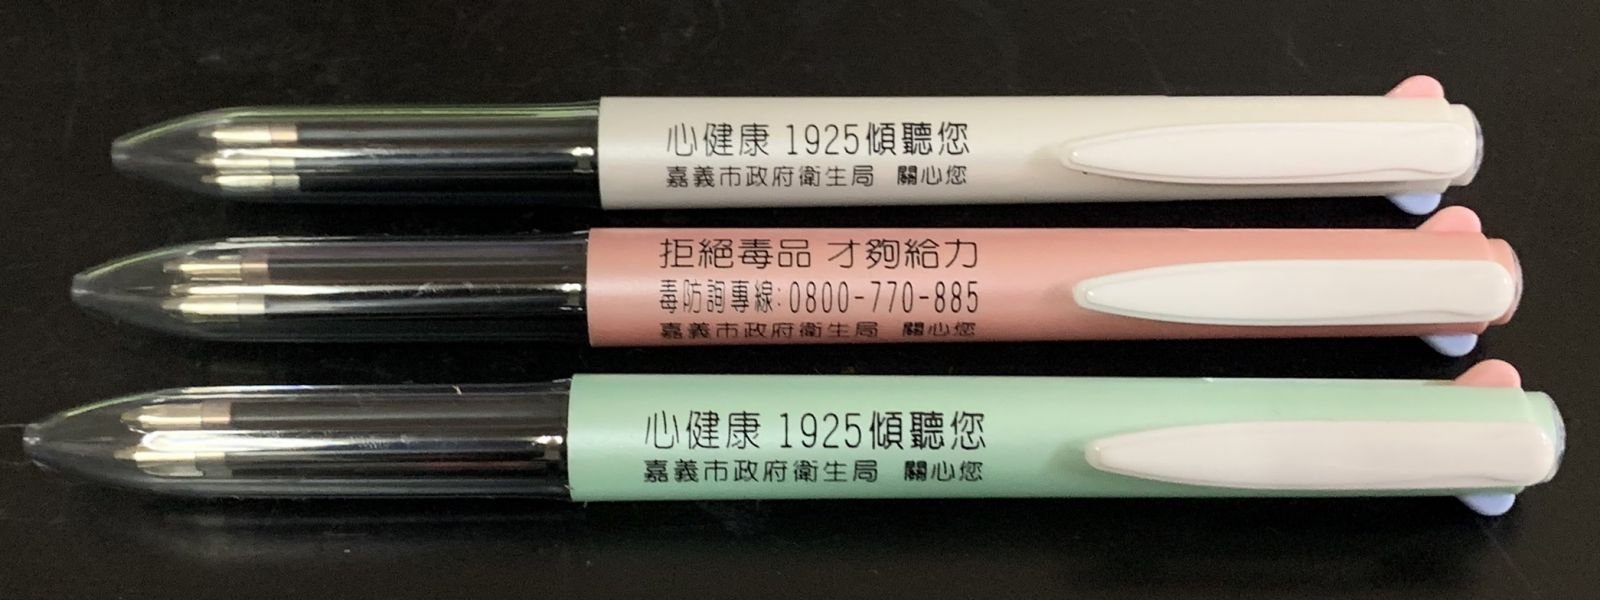 心健康 1925傾聽您
嘉義市政府衛生局 關心您
拒絕毒品 才夠給力
毒防諮詢專線:0800-770-885
嘉義市政府衛生局 關心您
心健康 1925傾聽您
嘉義市政府衛生局 關心您